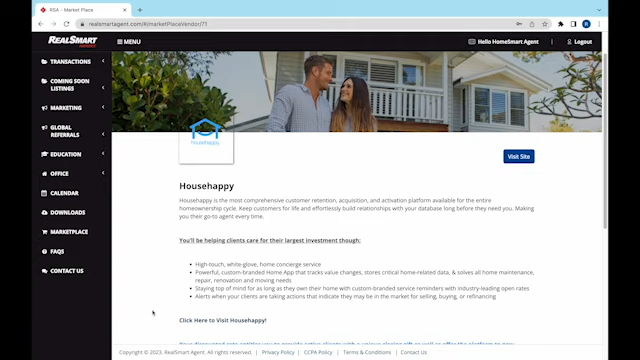 RSA - Market Place
realsmartagent.com/#/marketPlaceVendor/71
REALSMART
AGENT
MENU
Hello HomeSmart Agent
Logout
TRANSACTIONS
COMING SOON
LISTINGS
MARKETING
GLOBAL
REFERRALS
EDUCATION
OFFICE
CALENDAR
DOWNLOADS
MARKETPLACE
FAQS
CONTACT US
househappy
Visit Site
Househappy
Househappy is the most comprehensive customer retention, acquisition, and activation platform available for the entire
homeownership cycle. Keep customers for life and effortlessly build relationships with your database long before they need you. Making
you their go-to agent every time.
You'll be helping clients care for their largest investment though:
High-touch, white-glove, home concierge service
Powerful, custom-branded Home App that tracks value changes, stores critical home-related data, & solves all home maintenance,
repair, renovation and moving needs
Staying top of mind for as long as they own their home with custom-branded service reminders with industry-leading open rates
Alerts when your clients are taking actions that indicate they may be in the market for selling, buying, or refinancing
Click Here to Visit Househappy!
Copyright © 2023, RealSmart Agent. All rights reserved. | Privacy Policy | CCPA Policy | Terms & Conditions | Contact Us